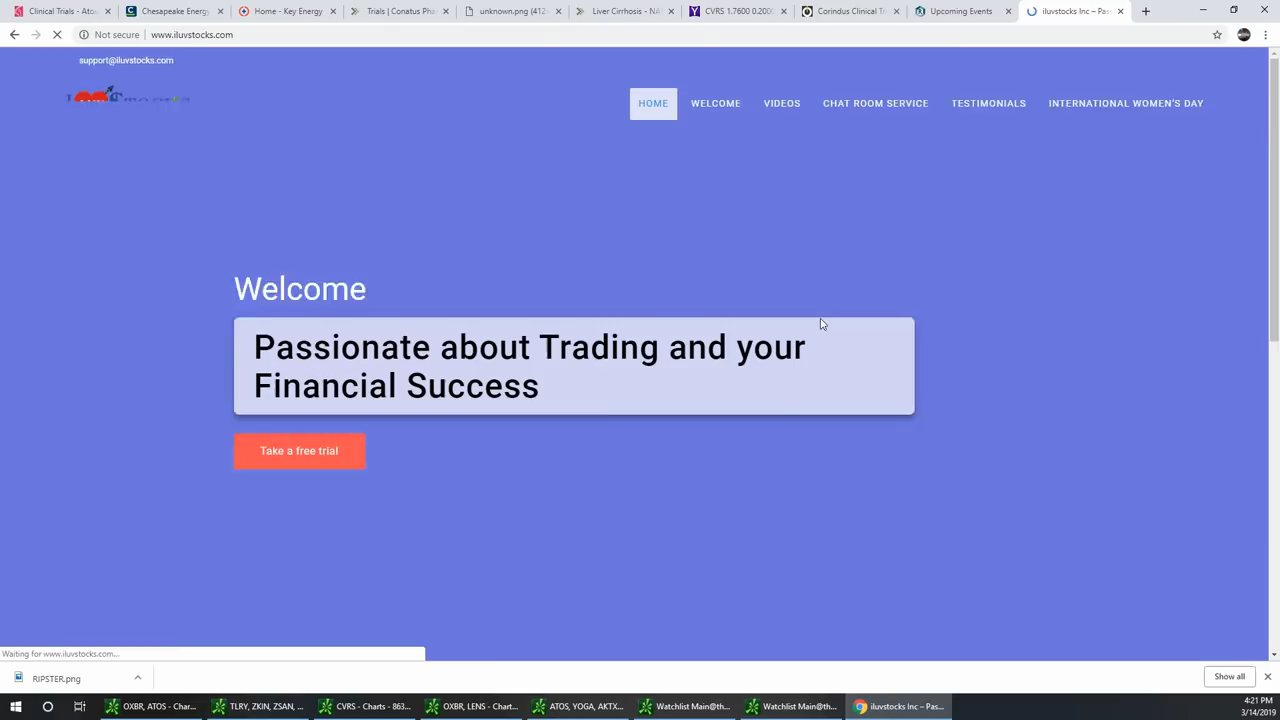 Clinical Trials - Ato
Chesapeake Energy
Home - Key Energy
Trials | Conatus Pha
unknown.png (412
Liver Cirrhosis - NA
CVRS 1.7600 0.200
Corindus Clinical Tr
Upcoming Events
iluvstocks Inc – Pas
Not secure
www.iluvstocks.com
support@iluvstocks.com
HOME
WELCOME
VIDEOS
CHAT ROOM SERVICE
TESTIMONIALS
INTERNATIONAL WOMEN'S DAY
Welcome
Passionate about Trading and your
Financial Success
Take a free trial
Waiting for www.iluvstocks.com...
RIPSTER.png
Show all
OXBR, ATOS - Char...
TLRY, ZKIN, ZSAN, ...
CVRS - Charts - 863...
OXBR, LENS - Chart...
ATOS, YOGA, AKTX...
Watchlist Main@th...
Watchlist Main@th...
iluvstocks Inc – Pas...
4:21 PM
3/14/2019